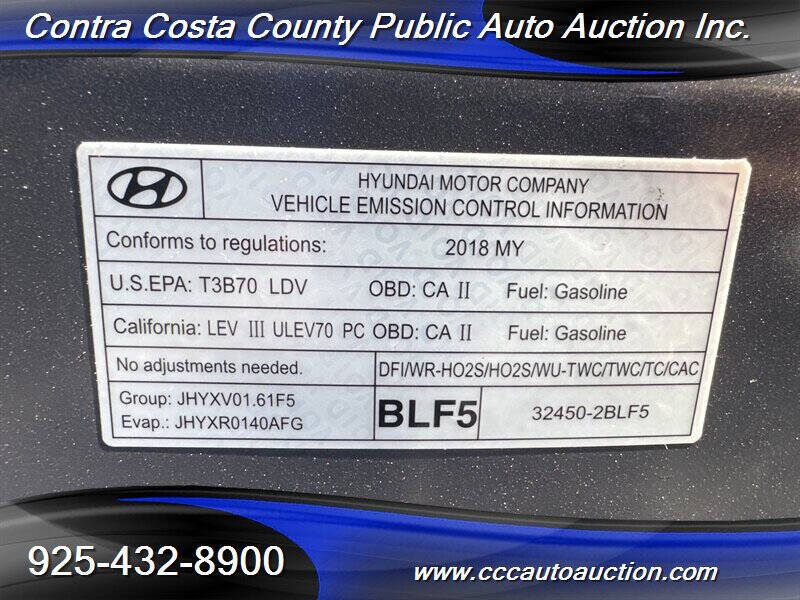 Contra Costa County Public Auto Auction Inc.
HYUNDAI MOTOR COMPANY
VEHICLE EMISSION CONTROL INFORMATION
Conforms to regulations: 2018 MY
U.S.EPA: T3B70 LDV OBD: CA II Fuel: Gasoline
California: LEV III ULEV70 PC OBD: CA II Fuel: Gasoline
No adjustments needed. DFI/WR-HO2S/HO2S/WU-TWC/TWC/TC/CAC
Group: JHYXV01.61F5
Evap.: JHYXR0140AFG
BLF5 32450-2BLF5
925-432-8900
www.cccautoauction.com